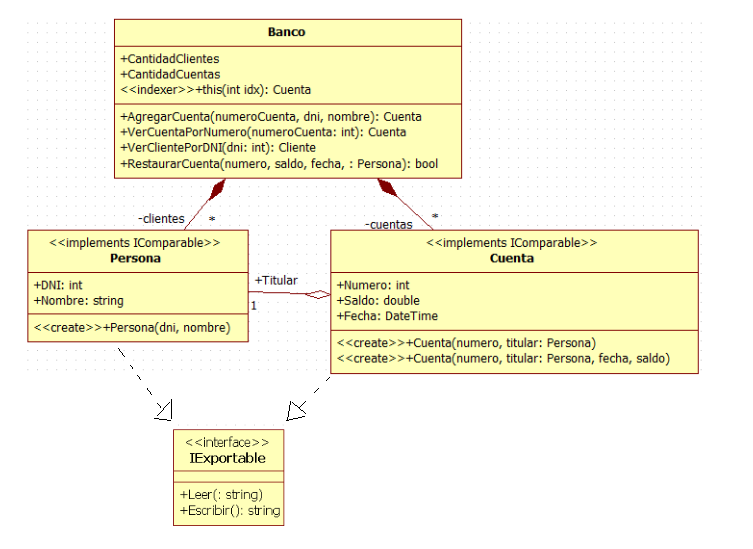 Banco
+CantidadClientes
+CantidadCuentas
<<indexer>>+this(int idx): Cuenta
+AgregarCuenta(numeroCuenta, dni, nombre): Cuenta
+VerCuentaPorNumero(numeroCuenta: int): Cuenta
+VerClientePorDNI(dni: int): Cliente
+RestaurarCuenta(numero, saldo, fecha, : Persona): bool
-clientes
*
-cuentas
*
<<implements IComparable>>
Persona
+DNI: int
+Nombre: string
<<create>>+Persona(dni, nombre)
+Titular
1
<<implements IComparable>>
Cuenta
+Numero: int
+Saldo: double
+Fecha: DateTime
<<create>>+Cuenta(numero, titular: Persona)
<<create>>+Cuenta(numero, titular: Persona, fecha, saldo)
<<interface>>
IExportable
+Leer(: string)
+Escribir(): string